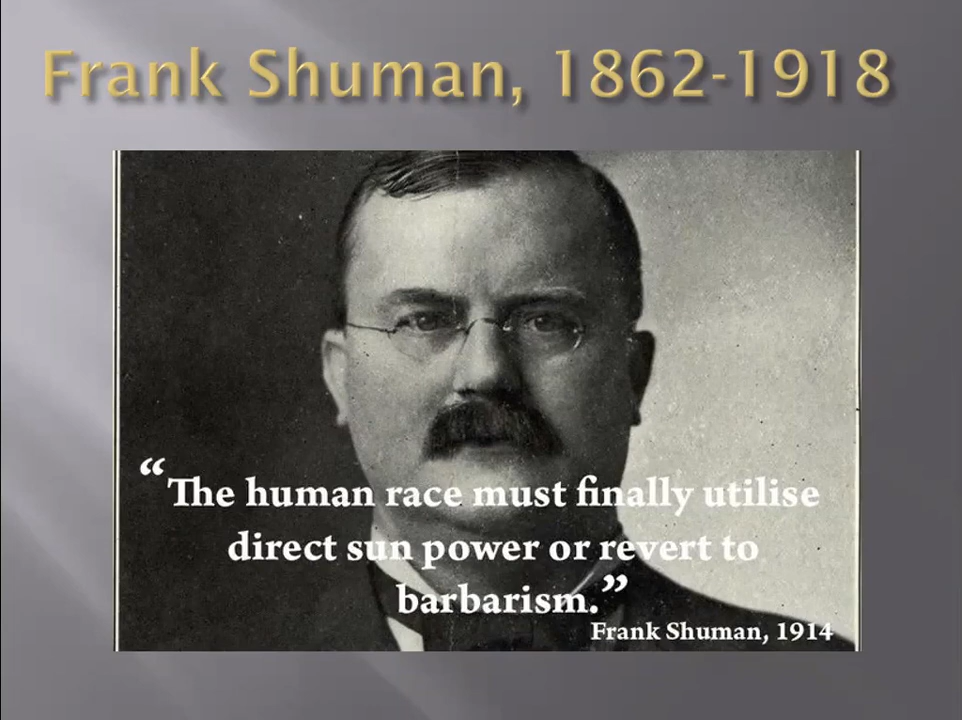 Frank Shuman, 1862-1918
“The human race must finally utilise
direct sun power or revert to
barbarism.”
Frank Shuman, 1914